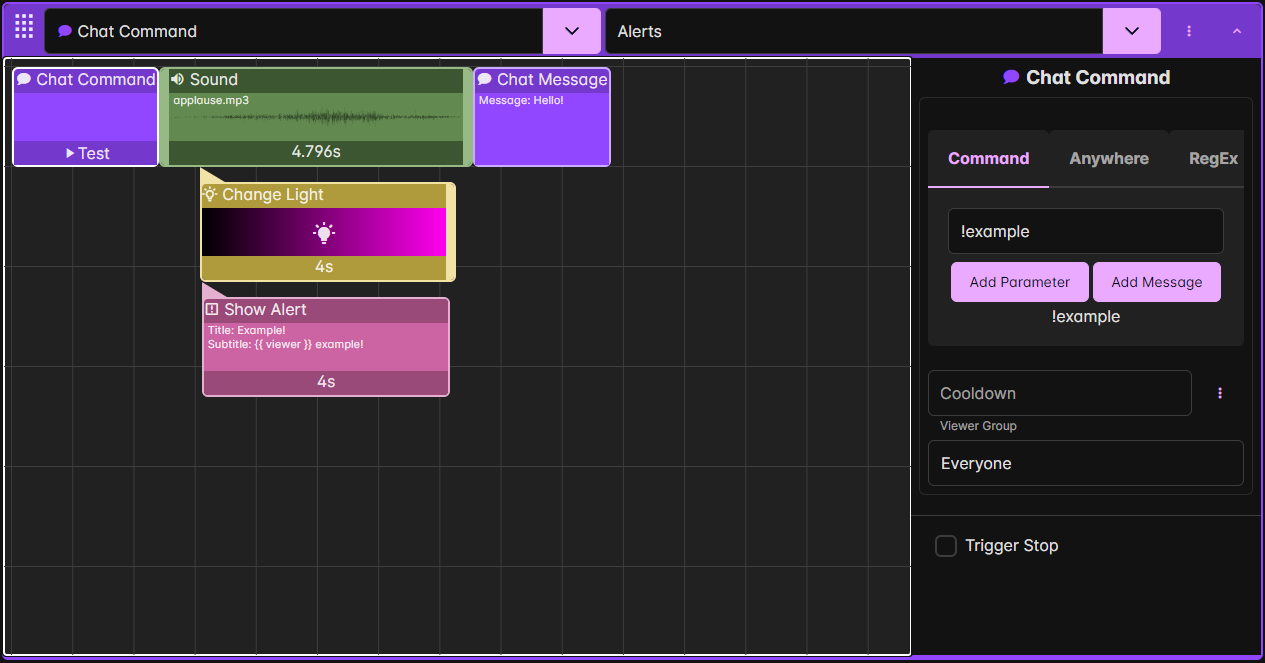 Chat Command
Alerts
Chat Command
Test
Sound
applause.mp3
4.796s
Chat Message
Message: Hello!
Change Light
4s
Show Alert
Title: Example!
Subtitle: {{ viewer }} example!
4s
Chat Command
Command Anywhere RegEx
!example
Add Parameter Add Message
!example
Cooldown
Viewer Group
Everyone
Trigger Stop